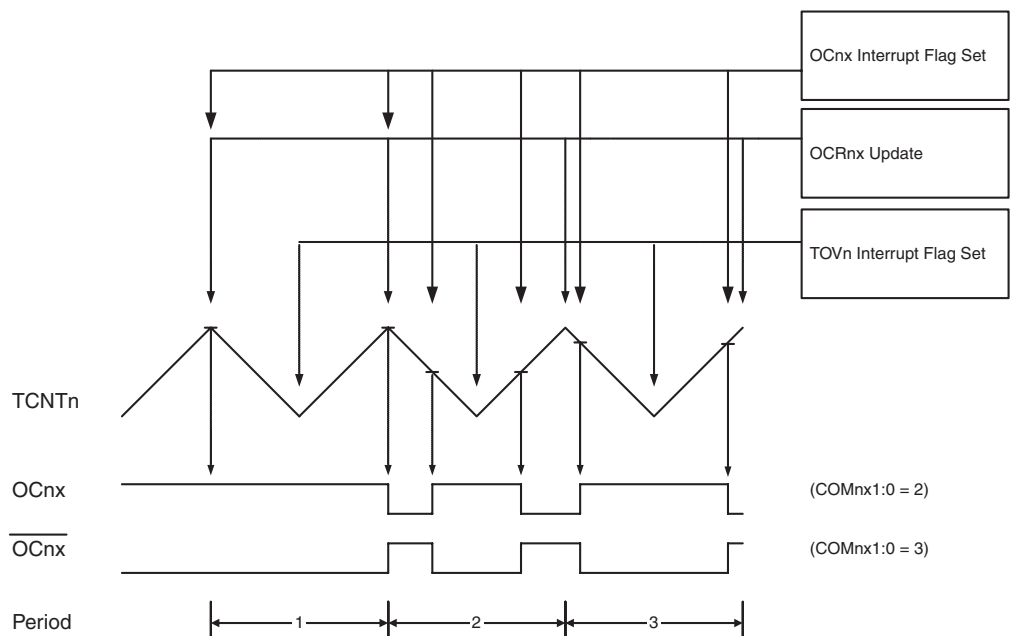 OCnx Interrupt Flag Set
OCRnx Update
TOVn Interrupt Flag Set
TCNTn
OCnx (COMnx1:0 = 2)
OCnx (COMnx1:0 = 3)
Period 1 2 3